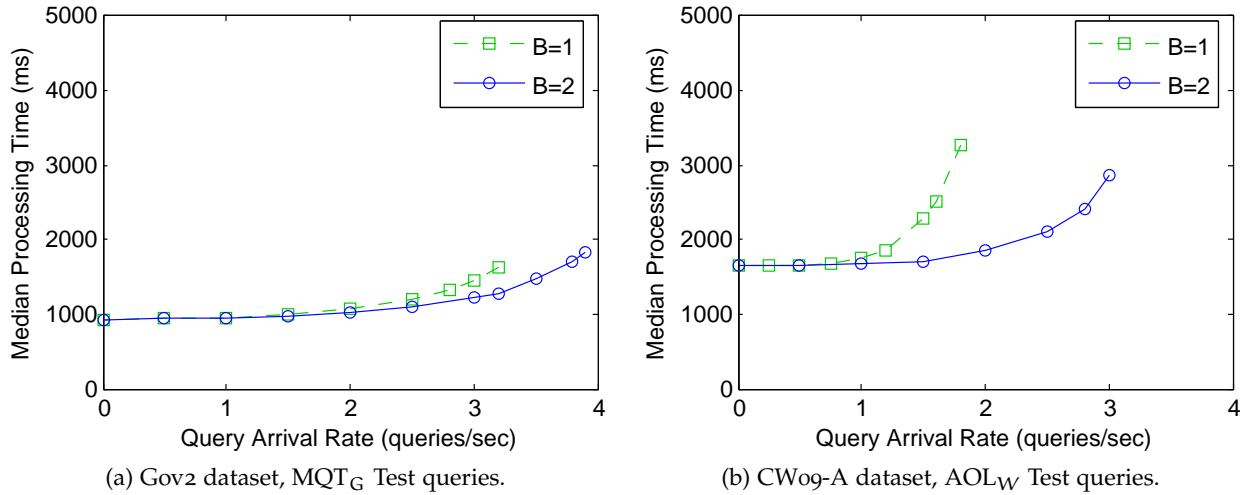 5000
4000
3000
2000
1000
0
Median Processing Time (ms)
B=1
B=2
0
1
2
3
4
Query Arrival Rate (queries/sec)
(a) Gov2 dataset, MQT_G Test queries.
5000
4000
3000
2000
1000
0
Median Processing Time (ms)
B=1
B=2
0
1
2
3
4
Query Arrival Rate (queries/sec)
(b) CW09-A dataset, AOL_W Test queries.